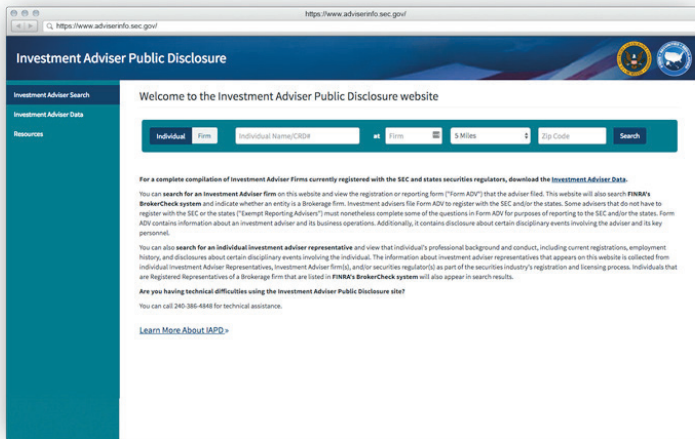 https://www.adviserinfo.sec.gov/
https://www.adviserinfo.sec.gov/
Investment Adviser Public Disclosure
Investment Adviser Search
Investment Adviser Data
Resources
Welcome to the Investment Adviser Public Disclosure website
Individual Firm Individual Name/CRD# at Firm 5 Miles Zip Code Search
For a complete compilation of Investment Adviser Firms currently registered with the SEC and states securities regulators, download the Investment Adviser Data.
You can search for an Investment Adviser firm on this website and view the registration or reporting form ("Form ADV") that the adviser filed. This website will also search FINRA's
BrokerCheck system and indicate whether an entity is a Brokerage firm. Investment advisers file Form ADV to register with the SEC and/or the states. Some advisers that do not have to
register with the SEC or the states ("Exempt Reporting Advisers") must nonetheless complete some of the questions in Form ADV for purposes of reporting to the SEC and/or the states. Form
ADV contains information about an investment adviser and its business operations. Additionally, it contains disclosure about certain disciplinary events involving the adviser and its key
personnel.
You can also search for an individual investment adviser representative and view that individual's professional background and conduct, including current registrations, employment
history, and disclosures about certain disciplinary events involving the individual. The information about investment adviser representatives that appears on this website is collected from
individual Investment Adviser Representatives, Investment Adviser firm(s), and/or securities regulator(s) as part of the securities industry's registration and licensing process. Individuals that
are Registered Representatives of a Brokerage firm that are listed in FINRA's BrokerCheck system will also appear in search results.
Are you having technical difficulties using the Investment Adviser Public Disclosure site?
You can call 240-386-4848 for technical assistance.
Learn More About IAPD »